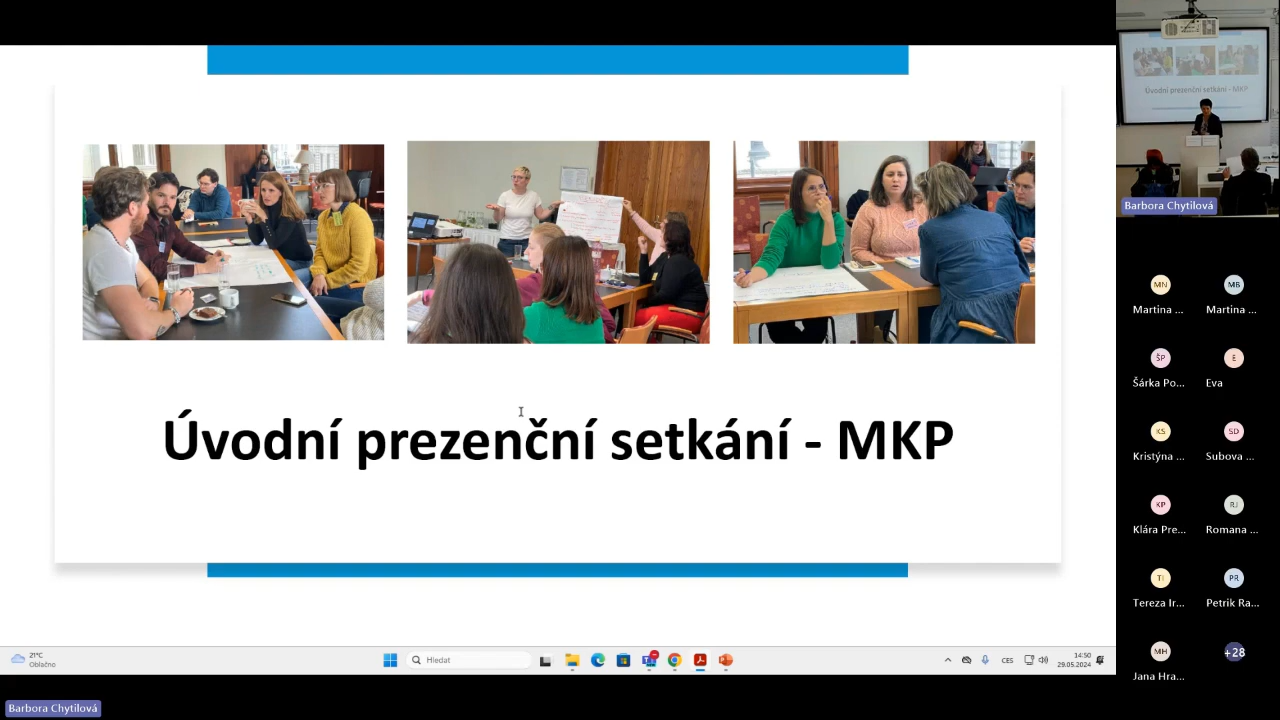 Úvodní prezenční setkání - MKP
21°C
Oblačno
Hledat
CES
14:50
29.05.2024
Barbora Chytilová
Úvodní prezenční setkání - MKP
Barbora Chytilová
MN
MB
Martina ...
Martina ...
ŠP
E
Šárka Po...
Eva
KS
SD
Kristýna ...
Subova ...
KP
RJ
Klára Pre...
Romana ...
TI
PR
Tereza Ir...
Petrik Ra...
MH
+28
Jana Hra...